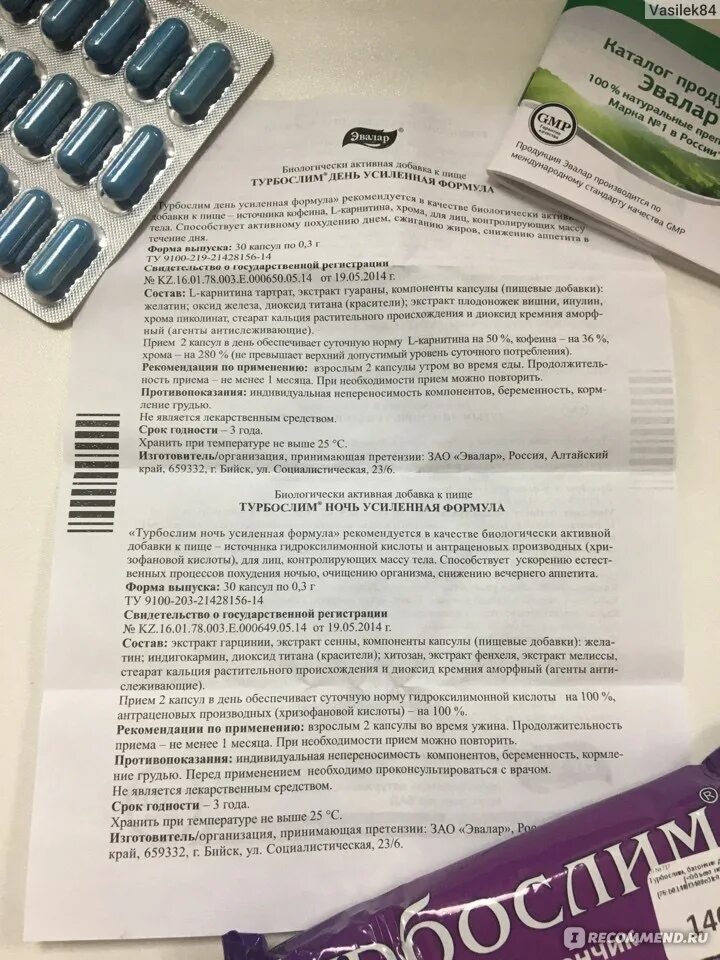 Vasilek84
Каталог проду
Эвалар
100% натуральные преп
Марка №1 в России
GMP
Продукция Эвалар производится по
международному стандарту качества GMP
Эвалар®
Биологически активная добавка к пище
ТУРБОСЛИМ® ДЕНЬ УСИЛЕННАЯ ФОРМУЛА
«Турбослим день усиленная формула» рекомендуется в качестве биологически активн
добавки к пище – источника кофеина, L-карнитина, хрома, для лиц, контролирующих массу
тела. Способствует активному похудению днем, сжиганию жиров, снижению аппетита в
течение дня.
Форма выпуска: 30 капсул по 0,3 г
ТУ 9100-219-21428156-14
Свидетельство о государственной регистрации
№ KZ.16.01.78.003.Е.000650.05.14 от 19.05.2014 г.
Состав: L-карнитина тартрат, экстракт гуараны, компоненты капсулы (пищевые добавки):
желатин; оксид железа, диоксид титана (красители); экстракт плодоножек вишни, инулин,
хрома пиколинат, стеарат кальция растительного происхождения и диоксид кремния аморф-
ный (агенты антислеживающие).
Прием 2 капсул в день обеспечивает суточную норму L-карнитина на 50 %, кофеина – на 36 %,
хрома – на 280 % (не превышает верхний допустимый уровень суточного потребления).
Рекомендации по применению: взрослым 2 капсулы утром во время еды. Продолжитель-
ность приема – не менее 1 месяца. При необходимости прием можно повторить.
Противопоказания: индивидуальная непереносимость компонентов, беременность, корм-
ление грудью.
Не является лекарственным средством.
Срок годности – 3 года.
Хранить при температуре не выше 25 °С.
Изготовитель/организация, принимающая претензии: ЗАО «Эвалар», Россия, Алтайский
край, 659332, г. Бийск, ул. Социалистическая, 23/6.
Биологически активная добавка к пище
ТУРБОСЛИМ® НОЧЬ УСИЛЕННАЯ ФОРМУЛА
«Турбослим ночь усиленная формула» рекомендуется в качестве биологически активной
добавки к пище – источника гидроксилимонной кислоты и антраценовых производных (хри-
зофановой кислоты), для лиц, контролирующих массу тела. Способствует ускорению естест-
венных процессов похудения ночью, очищению организма, снижению вечернего аппетита.
Форма выпуска: 30 капсул по 0,3 г
ТУ 9100-203-21428156-14
Свидетельство о государственной регистрации
№ KZ.16.01.78.003.Е.000649.05.14 от 19.05.2014 г.
Состав: экстракт гарцинии, экстракт сенны, компоненты капсулы (пищевые добавки): жела-
тин; индигокармин, диоксид титана (красители); хитозан, экстракт фенхеля, экстракт мелиссы,
стеарат кальция растительного происхождения и диоксид кремния аморфный (агенты анти-
слеживающие).
Прием 2 капсул в день обеспечивает суточную норму гидроксилимонной кислоты на 100 %,
антраценовых производных (хризофановой кислоты) – на 100 %.
Рекомендации по применению: взрослым 2 капсулы во время ужина. Продолжительность
приема – не менее 1 месяца. При необходимости прием можно повторить.
Противопоказания: индивидуальная непереносимость компонентов, беременность, кормле-
ние грудью. Перед применением необходимо проконсультироваться с врачом.
Не является лекарственным средством.
Срок годности – 3 года.
Хранить при температуре не выше 25 °С.
Изготовитель/организация, принимающая претензии: ЗАО «Эвалар», Рос
край, 659332, г. Бийск, ул. Социалистическая, 23/6.
урбослим®
ончик
Турбослим, батончик д
140
IRECOMMEND.RU